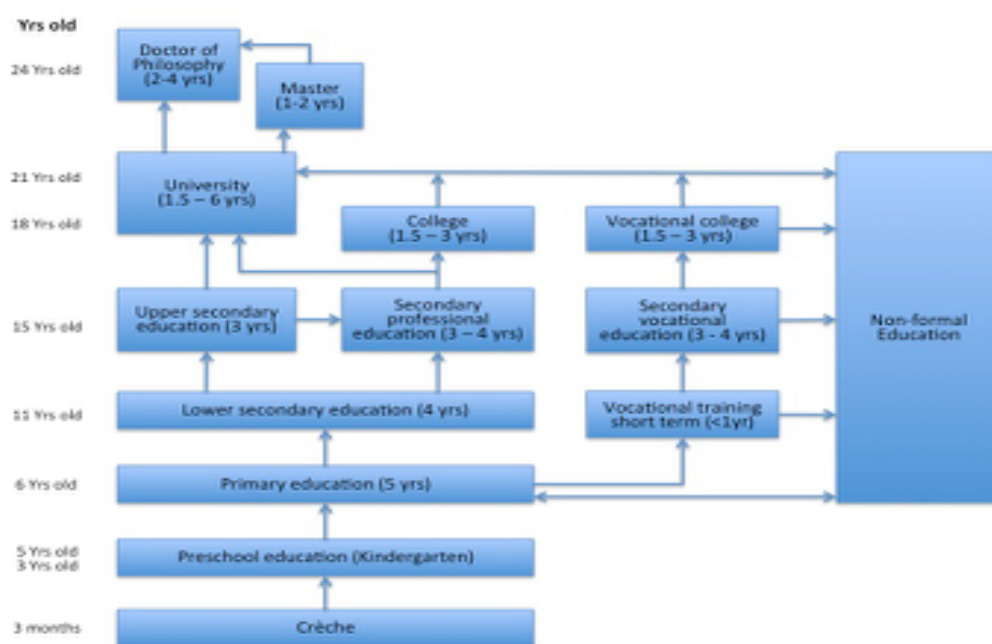 Yrs old
Doctor of
Philosophy
(2-4 yrs)
24 Yrs old
Master
(1-2 yrs)
21 Yrs old
University
(1.5 – 6 yrs)
18 Yrs old
College
(1.5 – 3 yrs)
Vocational college
(1.5 – 3 yrs)
15 Yrs old
Upper secondary
education (3 yrs)
Secondary
professional
education (3 – 4 yrs)
Secondary
vocational
education (3 - 4 yrs)
Non-formal
Education
11 Yrs old
Lower secondary education (4 yrs)
Vocational training
short term (<1yr)
6 Yrs old
Primary education (5 yrs)
5 Yrs old
3 Yrs old
Preschool education (Kindergarten)
3 months
Crèche